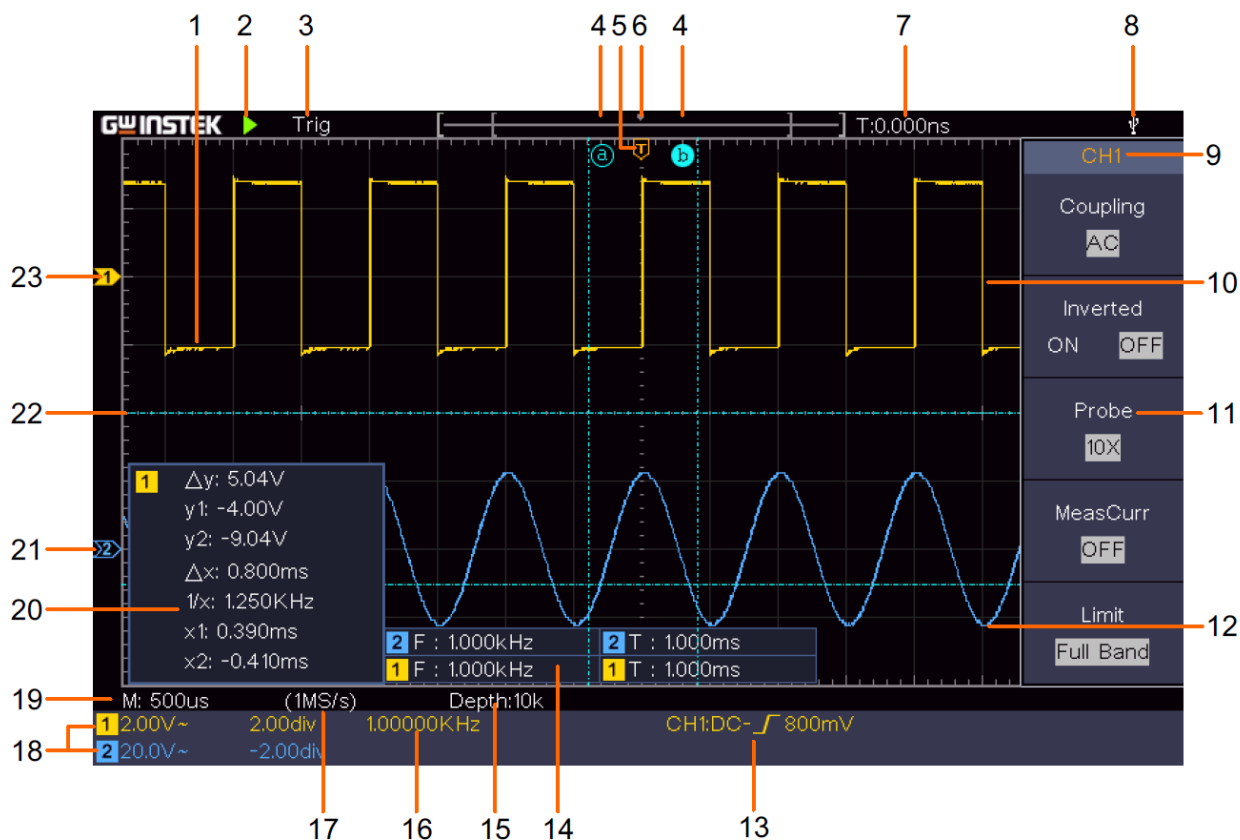 1 2 3 4 5 6 4 7 8
GWINSTEK Trig T:0.000ns
a T b
CH1 9
Coupling
AC
23 1 10
Inverted
ON OFF
22 Probe 11
10X
1 Δy: 5.04V
y1: -4.00V
y2: -9.04V
MeasCurr
OFF
21 2
Δx: 0.800ms
20 1/x: 1.250KHz
x1: 0.390ms
x2: -0.410ms
Limit 12
Full Band
2 F : 1.000kHz 2 T : 1.000ms
1 F : 1.000kHz 1 T : 1.000ms
19 M: 500us (1MS/s) Depth:10k
18 1 2.00V~ 2.00div 1.00000KHz CH1:DC- 800mV
2 20.0V~ -2.00div
17 16 15 14 13